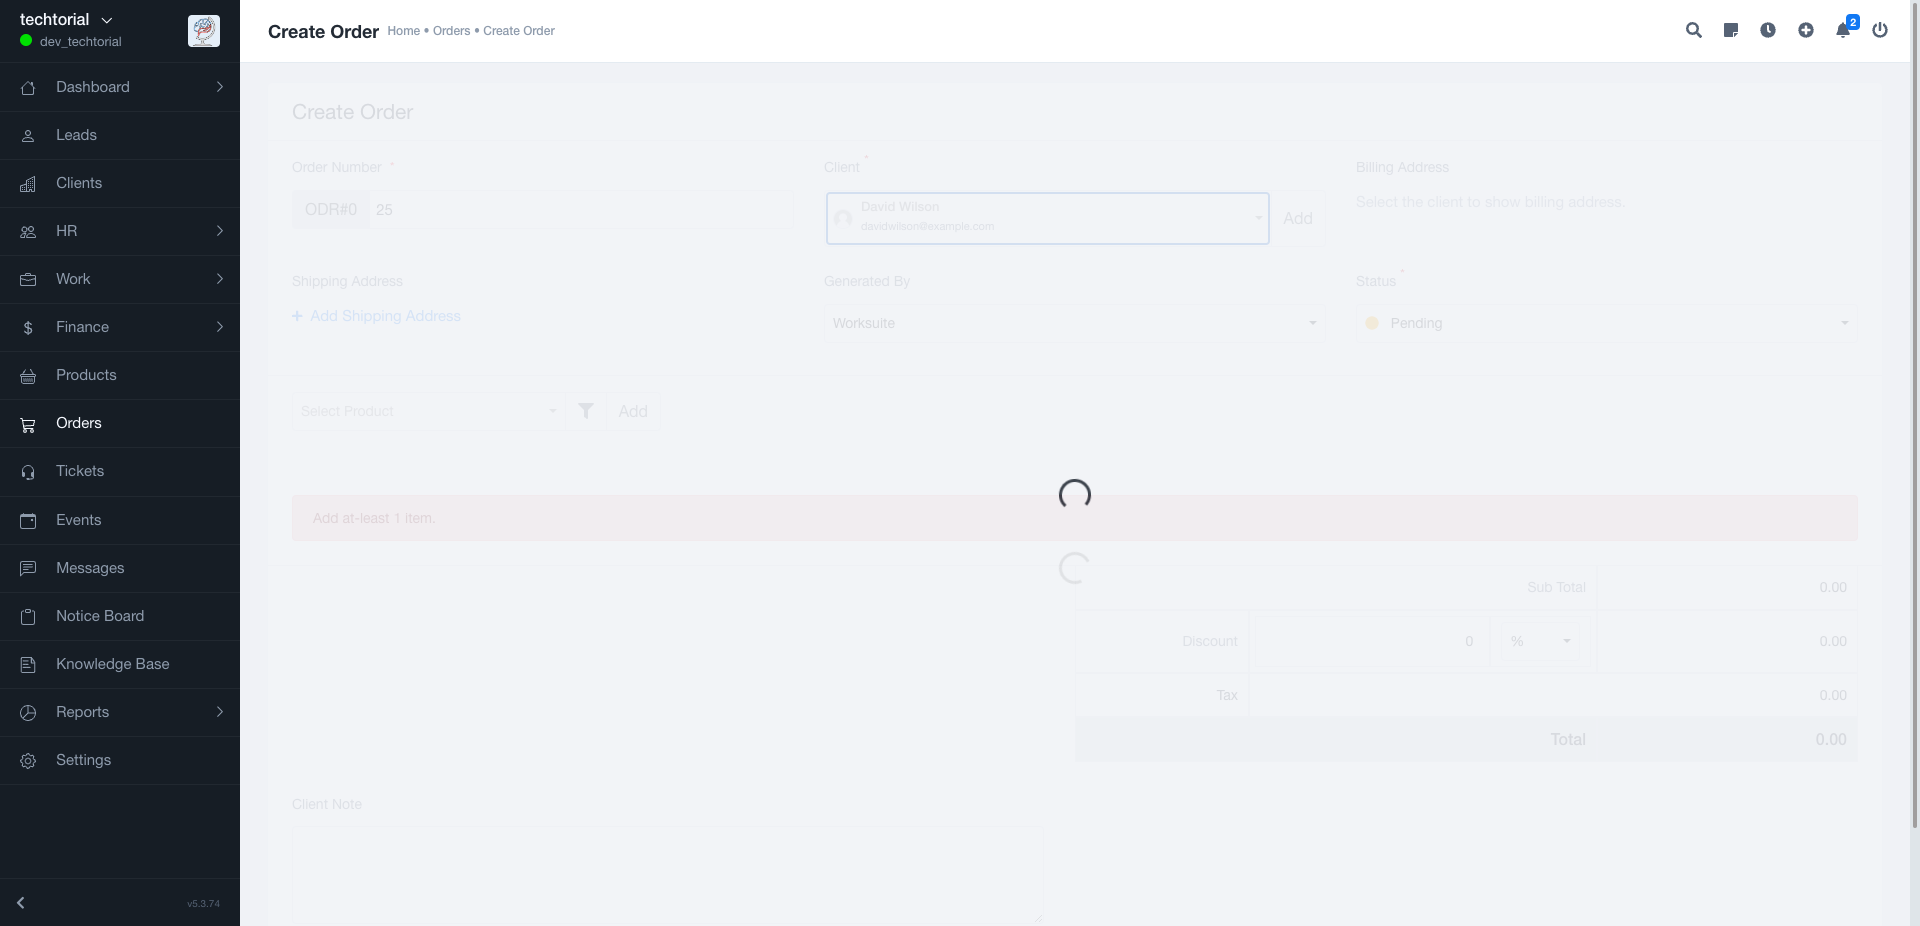 techtorial
dev_techtorial
Create Order
Home • Orders • Create Order
2
Dashboard
Leads
Clients
HR
Work
Finance
Products
Orders
Tickets
Events
Messages
Notice Board
Knowledge Base
Reports
Settings
v5.3.74
Create Order
Order Number *
ODR#0 25
Client *
David Wilson
davidwilson@example.com
Add
Billing Address
Select the client to show billing address.
Shipping Address
+ Add Shipping Address
Generated By
Worksuite
Status *
Pending
Select Product
Add
Add at-least 1 item.
Sub Total 0.00
Discount 0 % 0.00
Tax 0.00
Total 0.00
Client Note